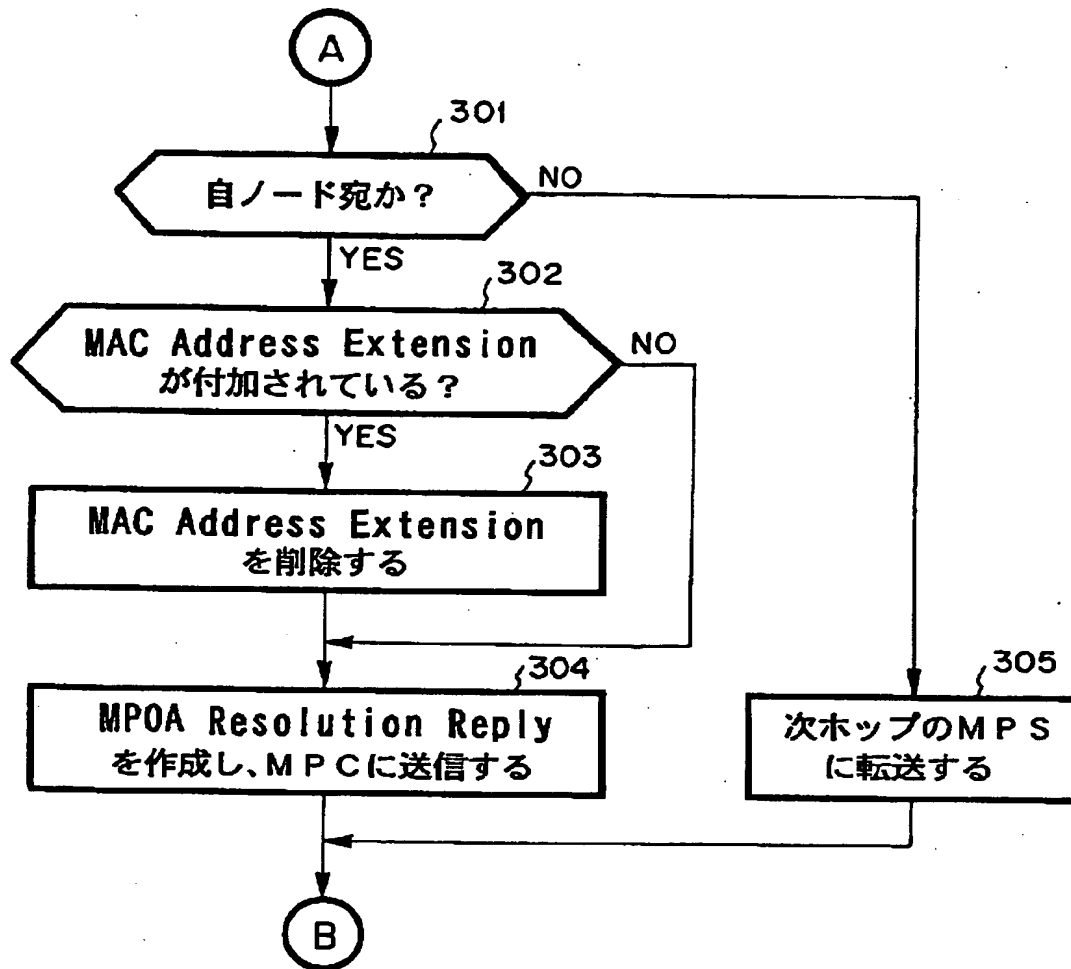 A
301
自ノード宛か？
NO
YES
302
MAC Address Extension
が付加されている？
NO
YES
303
MAC Address Extension
を削除する
304
MPOA Resolution Reply
を作成し、MPCに送信する
305
次ホップのMPS
に転送する
B